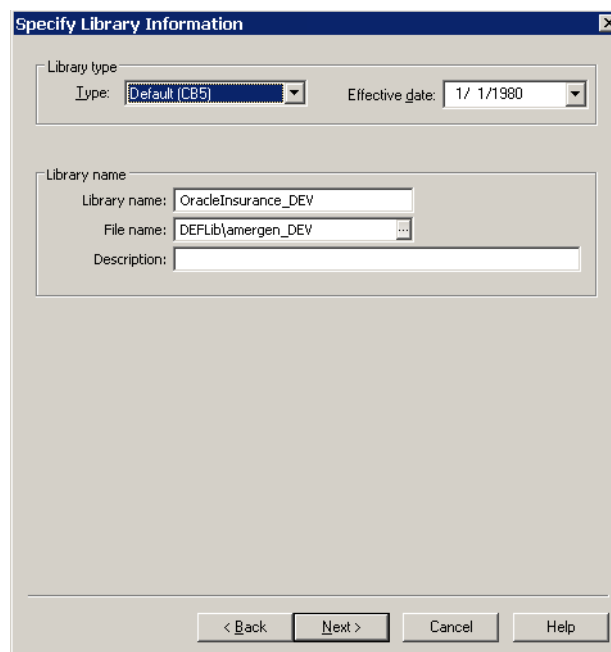 Specify Library Information
Library type
Type: Default (CB5) Effective date: 1/ 1/1980
Library name
Library name: OracleInsurance_DEV
File name: DEFLib\amergen_DEV ...
Description:
< Back Next > Cancel Help